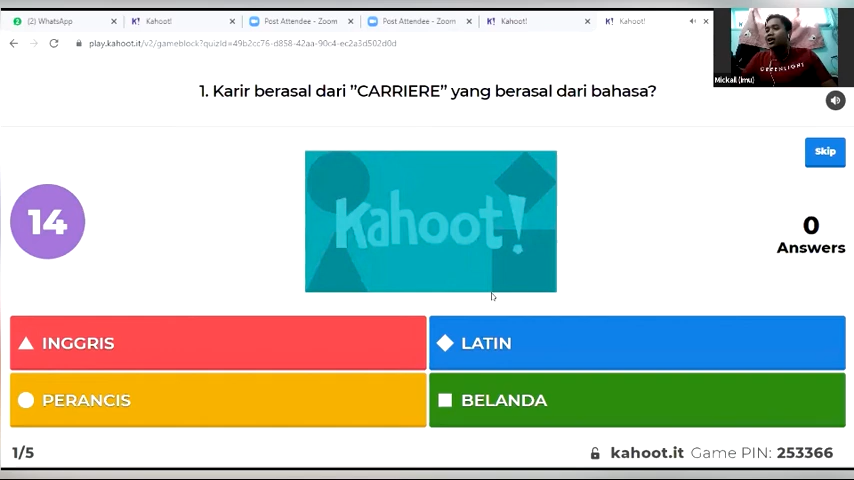 WhatsApp
Kahoot!
Post Attendee - Zoom
Post Attendee - Zoom
Kahoot!
Kahoot!
play.kahoot.it/v2/gameblock?quizId=49b2cc76-d858-42aa-90c4-ec2a3d502d0d
GREENLIGHT
Mickall (Imu)
1. Karir berasal dari ”CARRIERE” yang berasal dari bahasa?
Skip
14
Kahoot!
0
Answers
INGGRIS
LATIN
PERANCIS
BELANDA
1/5
kahoot.it Game PIN: 253366